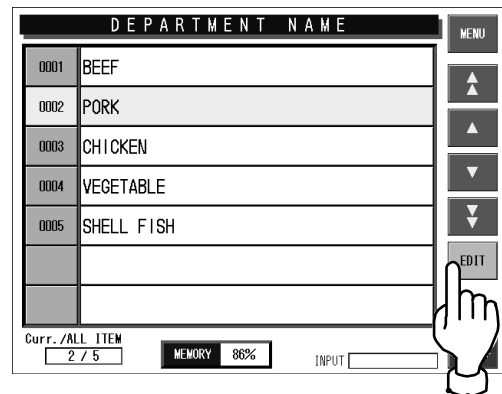 DEPARTMENT NAME
MENU
0001 BEEF
0002 PORK
0003 CHICKEN
0004 VEGETABLE
0005 SHELL FISH
EDIT
Curr./ALL ITEM
2 / 5
MEMORY 86%
INPUT